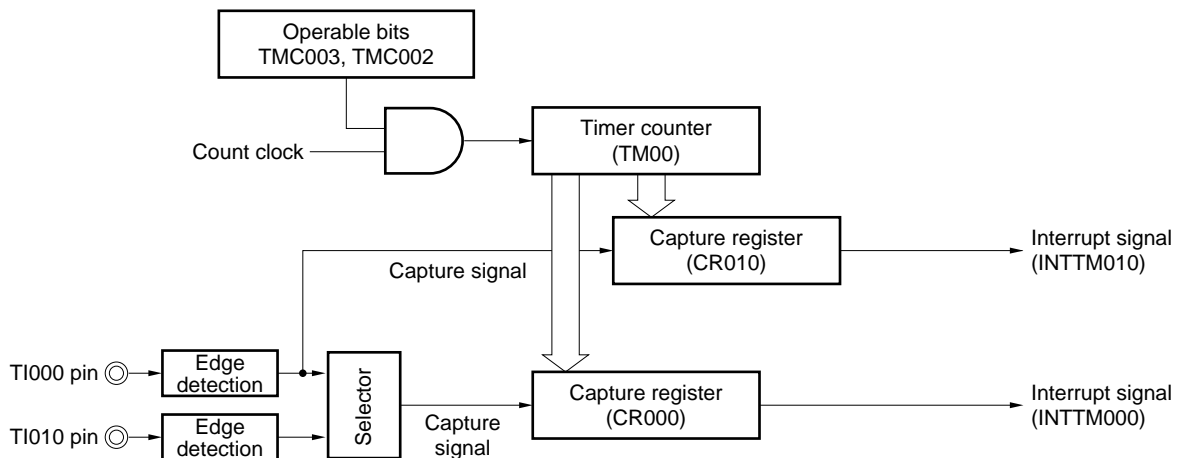 Operable bits
TMC003, TMC002
Count clock
Timer counter
(TM00)
Capture register
(CR010)
Interrupt signal
(INTTM010)
Capture signal
TI000 pin
Edge
detection
Selector
Capture register
(CR000)
Interrupt signal
(INTTM000)
TI010 pin
Edge
detection
Capture
signal